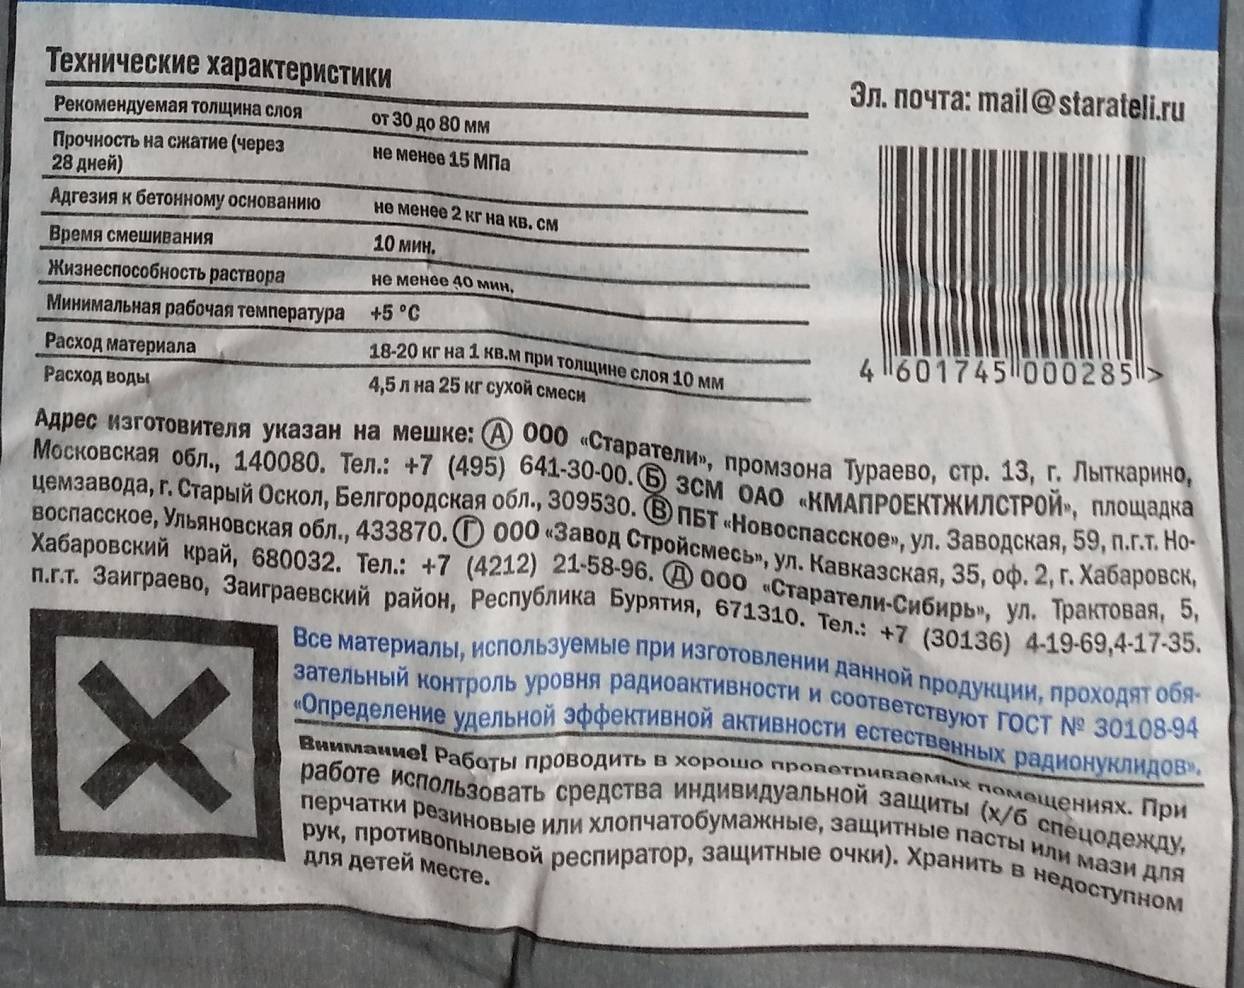 Технические характеристики
Эл. почта: mail@starateli.ru
Рекомендуемая толщина слоя от 30 до 80 мм
Прочность на сжатие (через
28 дней) не менее 15 МПа
Адгезия к бетонному основанию не менее 2 кг на кв. см
Время смешивания 10 мин.
Жизнеспособность раствора не менее 40 мин.
Минимальная рабочая температура +5 °C
Расход материала 18-20 кг на 1 кв.м при толщине слоя 10 мм
Расход воды 4,5 л на 25 кг сухой смеси
4 601745 000285 >
Адрес изготовителя указан на мешке: (А) ООО «Старатели», промзона Тураево, стр. 13, г. Лыткарино,
Московская обл., 140080. Тел.: +7 (495) 641-30-00. (Б) ЗСМ ОАО «КМАПРОЕКТЖИЛСТРОЙ», площадка
цемзавода, г. Старый Оскол, Белгородская обл., 309530. (В) ПБТ «Новоспасское», ул. Заводская, 59, п.г.т. Но-
воспасское, Ульяновская обл., 433870. (Г) ООО «Завод Стройсмесь», ул. Кавказская, 35, оф. 2, г. Хабаровск,
Хабаровский край, 680032. Тел.: +7 (4212) 21-58-96. (Д) ООО «Старатели-Сибирь», ул. Трактовая, 5,
п.г.т. Заиграево, Заиграевский район, Республика Бурятия, 671310. Тел.: +7 (30136) 4-19-69,4-17-35.
Все материалы, используемые при изготовлении данной продукции, проходят обя-
зательный контроль уровня радиоактивности и соответствуют ГОСТ № 30108-94
«Определение удельной эффективной активности естественных радионуклидов».
Внимание! Работы проводить в хорошо проветриваемых помещениях. При
работе использовать средства индивидуальной защиты (х/б спецодежду,
перчатки резиновые или хлопчатобумажные, защитные пасты или мази для
рук, противопылевой респиратор, защитные очки). Хранить в недоступном
для детей месте.